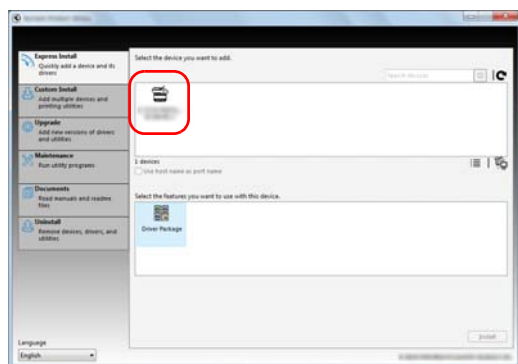 Express Install
Quickly add a device and its
drivers
Custom Install
Add multiple devices and
printing utilities
Upgrade
Add new versions of drivers
and utilities
Maintenance
Run utility programs
Documents
Read manuals and readme
files
Uninstall
Remove devices, drivers, and
utilities
Language
English
Select the device you want to add.
Search devices
1 devices
Use host name as port name
Select the features you want to use with this device.
Driver Package
Install